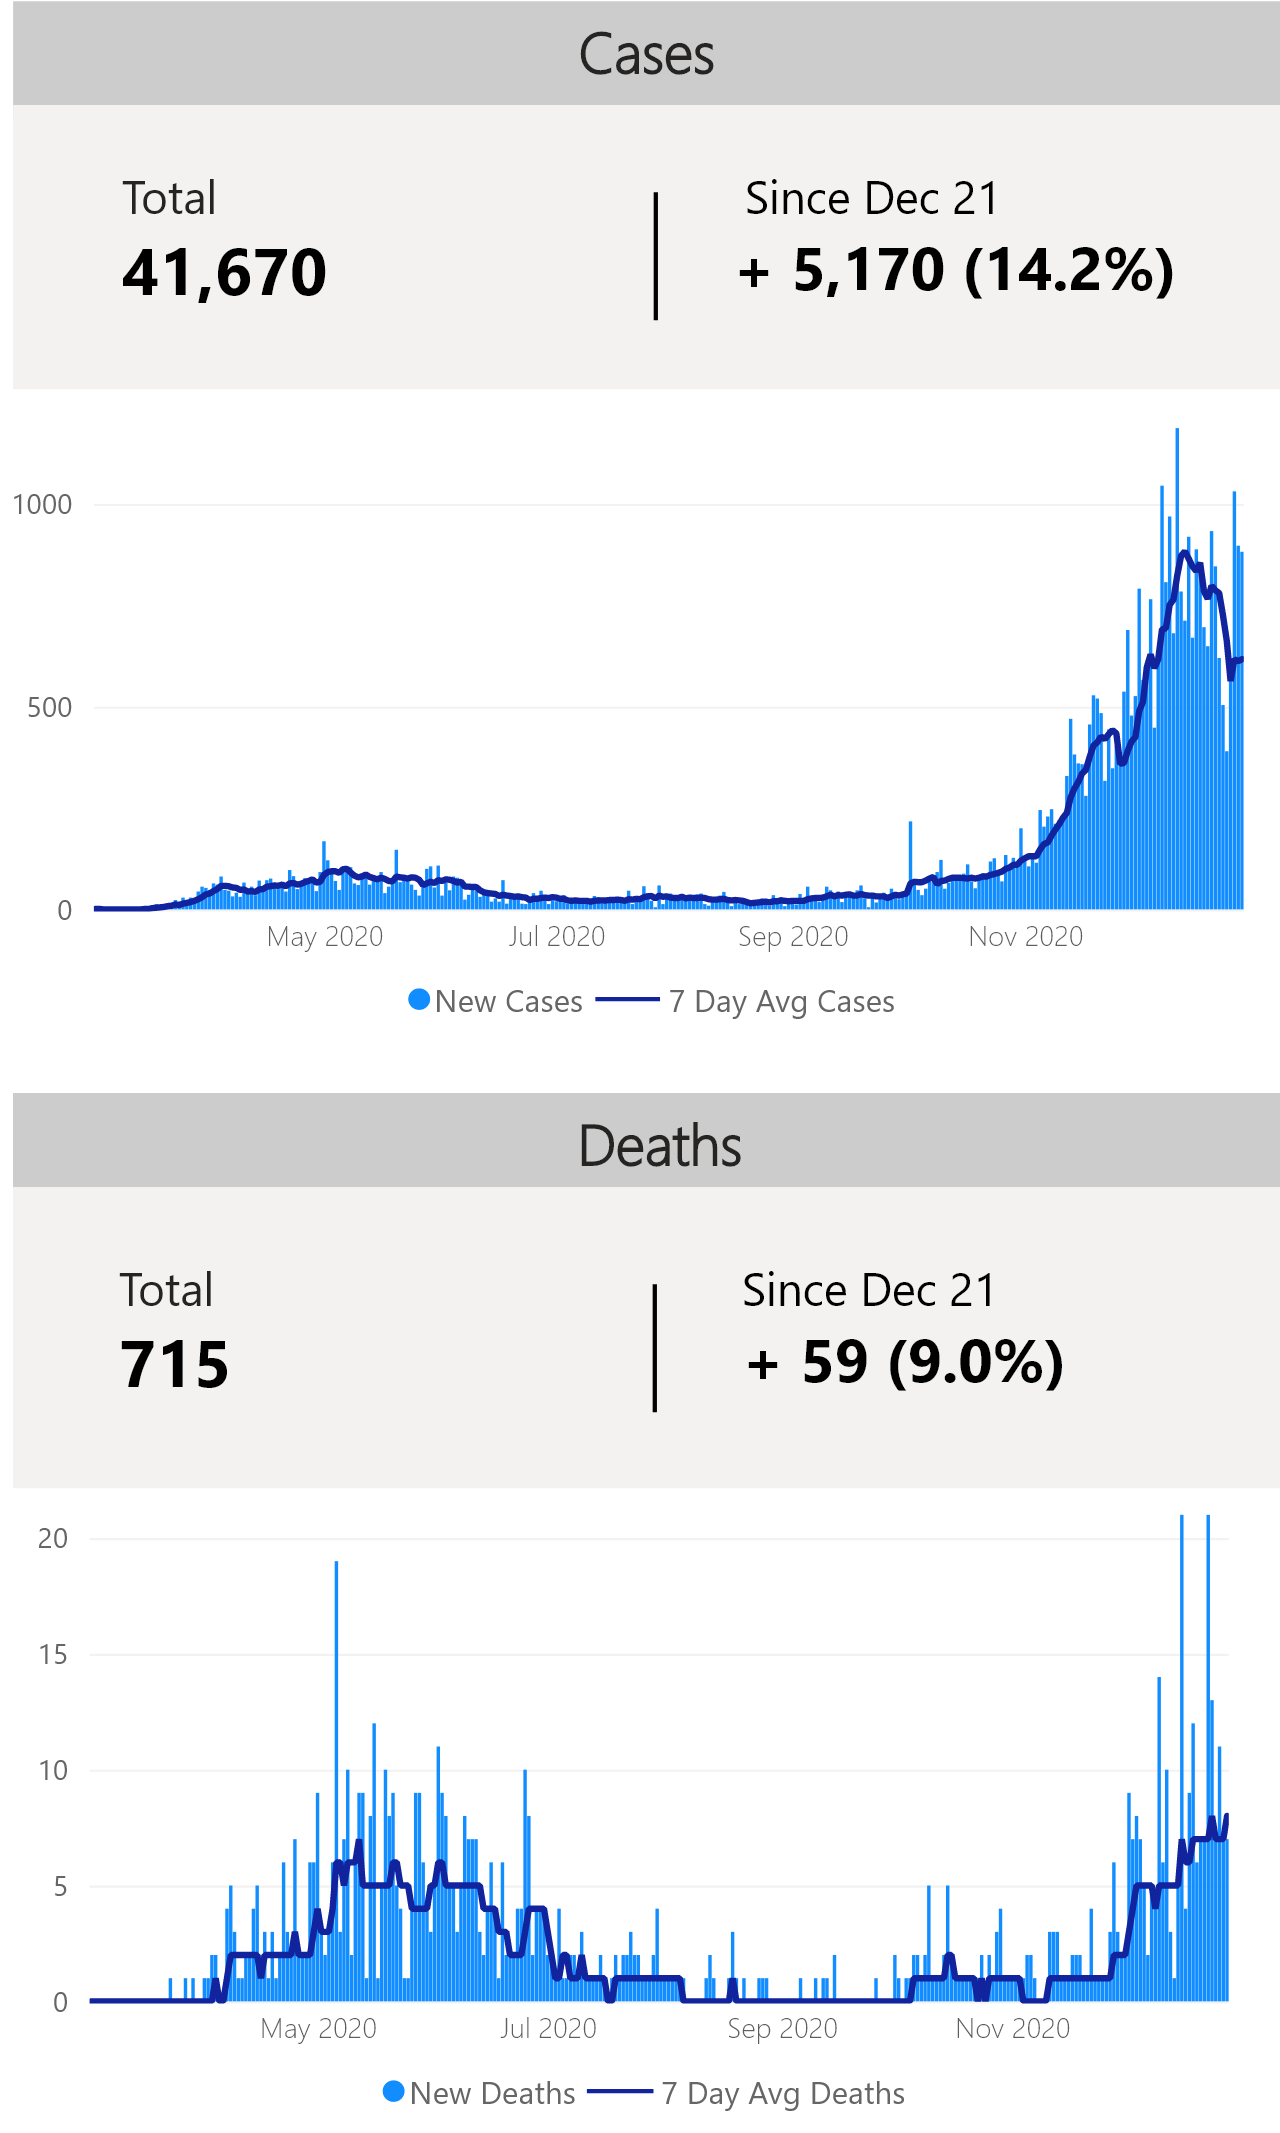 Cases
Total
Since Dec 21
41,670
+ 5,170 (14.2%)
1000
500
0
May 2020
Jul 2020
Sep 2020
Nov 2020
New Cases
7 Day Avg Cases
Deaths
Total
Since Dec 21
715
+ 59 (9.0%)
20
15
10
5
0
May 2020
Jul 2020
Sep 2020
Nov 2020
New Deaths
7 Day Avg Deaths